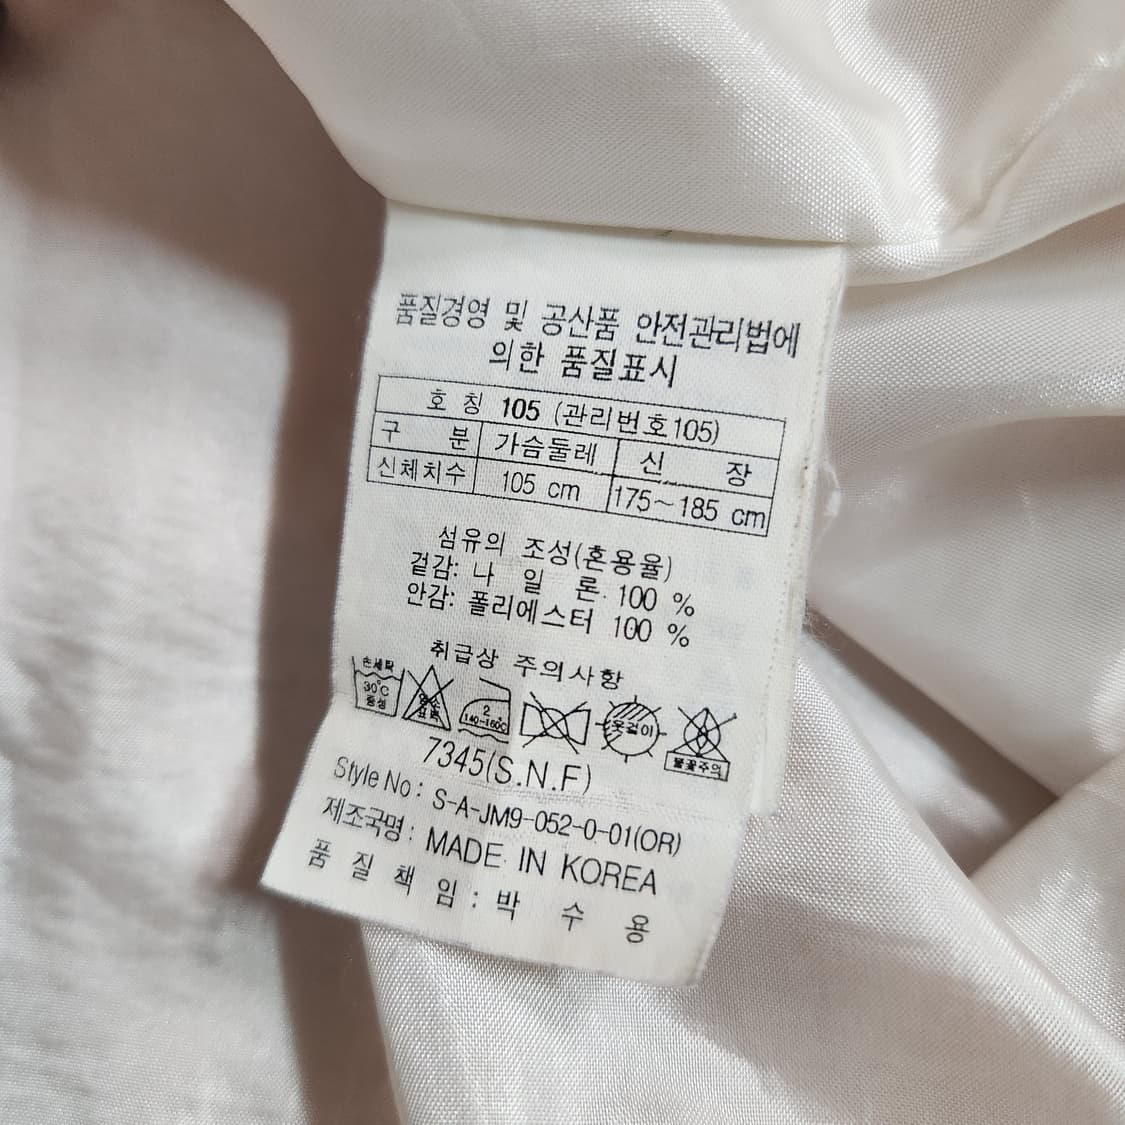 품질경영 및 공산품 안전관리법에
의한 품질표시
호 칭 105 (관리번호105)
구 분 가슴둘레 신 장
신체치수 105 cm 175~185 cm
섬유의 조성(혼용율)
겉감: 나 일 론 100 %
안감: 폴리에스터 100 %
취급상 주의사항
손세탁
30°C
중성
염소
표백
2
140~160°C
옷걸이
불꽃주의
7345(S.N.F)
Style No: S-A-JM9-052-0-01(OR)
제조국명: MADE IN KOREA
품 질 책 임 : 박 수 용